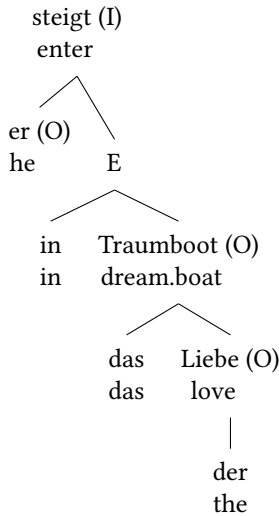 steigt (I)
enter
er (O)
he E
in Traumboot (O)
in dream.boat
das Liebe (O)
das love
der
the